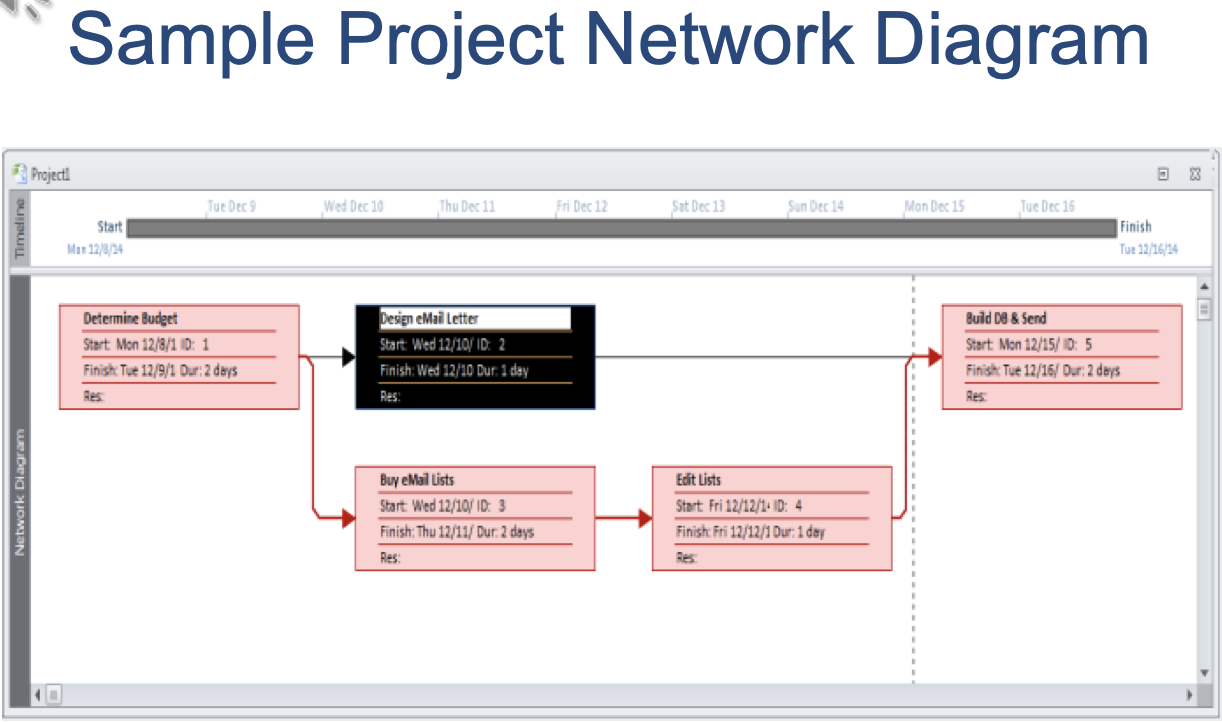 Sample Project Network Diagram
Project1
Timeline
Tue Dec 9 Wed Dec 10 Thu Dec 11 Fri Dec 12 Sat Dec 13 Sun Dec 14 Mon Dec 15 Tue Dec 16
Start
Mon 12/8/14
Finish
Tue 12/16/14
Network Diagram
Determine Budget
Start: Mon 12/8/1 ID: 1
Finish: Tue 12/9/1 Dur: 2 days
Res:
Design eMail Letter
Start: Wed 12/10/ ID: 2
Finish: Wed 12/10 Dur: 1 day
Res:
Build DB & Send
Start: Mon 12/15/ ID: 5
Finish: Tue 12/16/ Dur: 2 days
Res:
Buy eMail Lists
Start: Wed 12/10/ ID: 3
Finish: Thu 12/11/ Dur: 2 days
Res:
Edit Lists
Start: Fri 12/12/14 ID: 4
Finish: Fri 12/12/1 Dur: 1 day
Res: